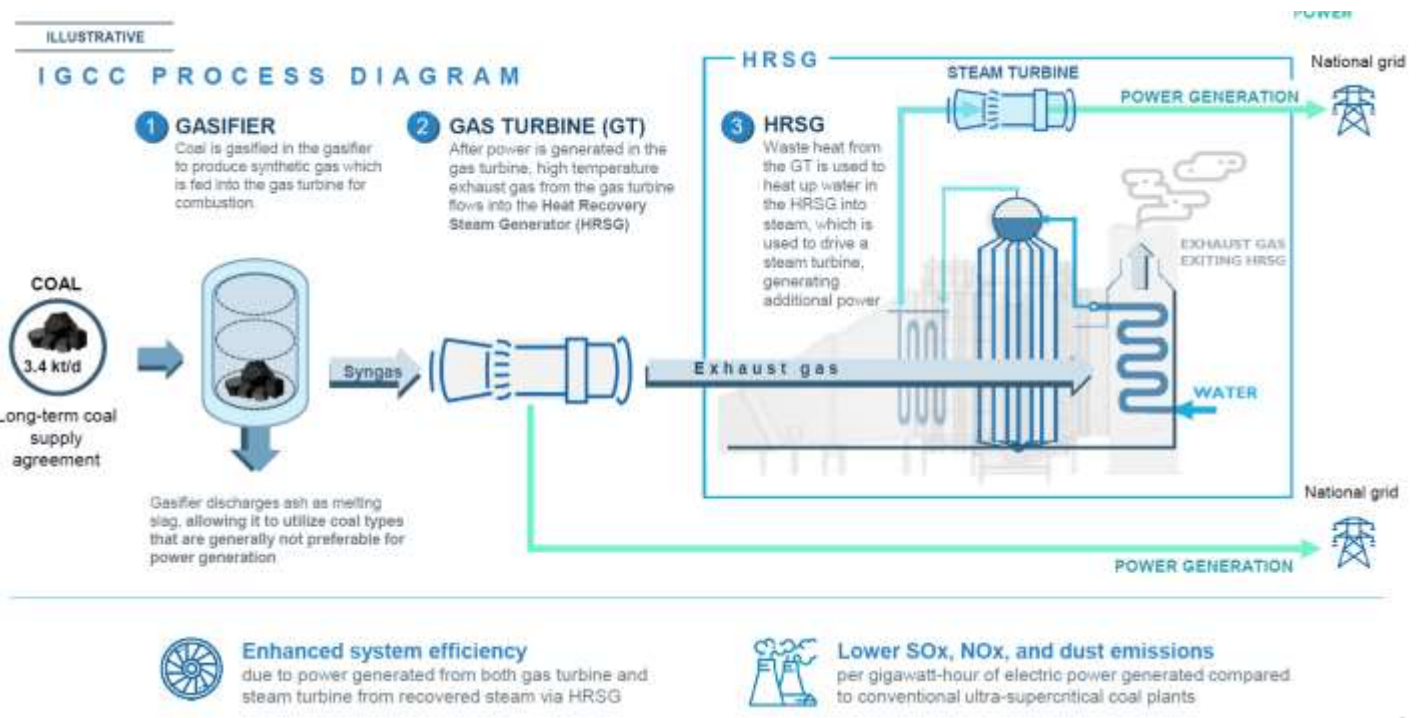 POWER
ILLUSTRATIVE
IGCC PROCESS DIAGRAM
1 GASIFIER
Coal is gasified in the gasifier
to produce synthetic gas which
is fed into the gas turbine for
combustion
2 GAS TURBINE (GT)
After power is generated in the
gas turbine, high temperature
exhaust gas from the gas turbine
flows into the Heat Recovery
Steam Generator (HRSG)
HRSG
3 HRSG
Waste heat from
the GT is used to
heat up water in
the HRSG into
steam, which is
used to drive a
steam turbine,
generating
additional power
STEAM TURBINE
POWER GENERATION
National grid
EXHAUST GAS
EXITING HRSG
COAL
3.4 kt/d
Long-term coal
supply
agreement
Syngas
Exhaust gas
WATER
Gasifier discharges ash as melting
slag, allowing it to utilize coal types
that are generally not preferable for
power generation
National grid
POWER GENERATION
Enhanced system efficiency
due to power generated from both gas turbine and
steam turbine from recovered steam via HRSG
Lower SOx, NOx, and dust emissions
per gigawatt-hour of electric power generated compared
to conventional ultra-supercritical coal plants